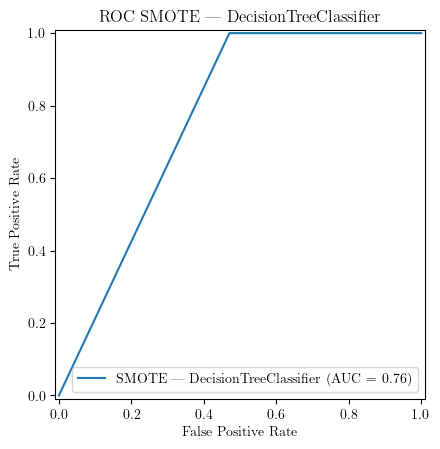 ROC SMOTE — DecisionTreeClassifier
1.0
0.8
0.6
0.4
0.2
0.0
True Positive Rate
SMOTE — DecisionTreeClassifier (AUC = 0.76)
0.0 0.2 0.4 0.6 0.8 1.0
False Positive Rate